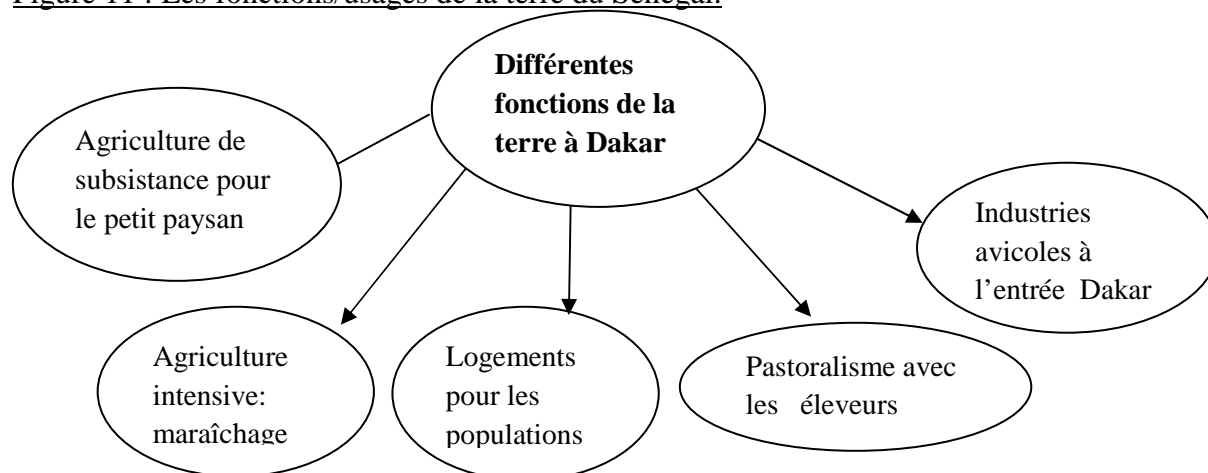 Figure 11 : Les fonctions/usages de la terre du Sénégal.
Différentes
fonctions de la
terre à Dakar
Agriculture de
subsistance pour
le petit paysan
Industries
avicoles à
l’entrée Dakar
Agriculture
intensive:
maraîchage
Logements
pour les
populations
Pastoralisme avec
les éleveurs